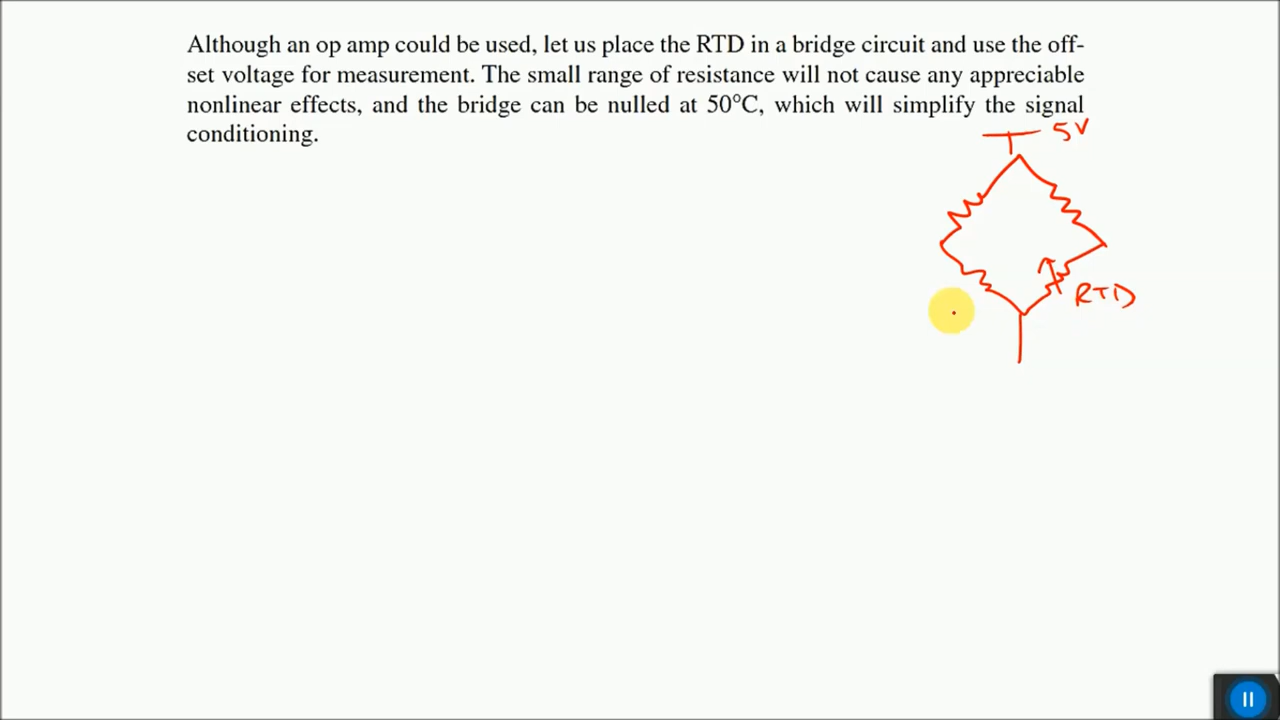 Although an op amp could be used, let us place the RTD in a bridge circuit and use the off-
set voltage for measurement. The small range of resistance will not cause any appreciable
nonlinear effects, and the bridge can be nulled at 50°C, which will simplify the signal
conditioning.
5V
RTD